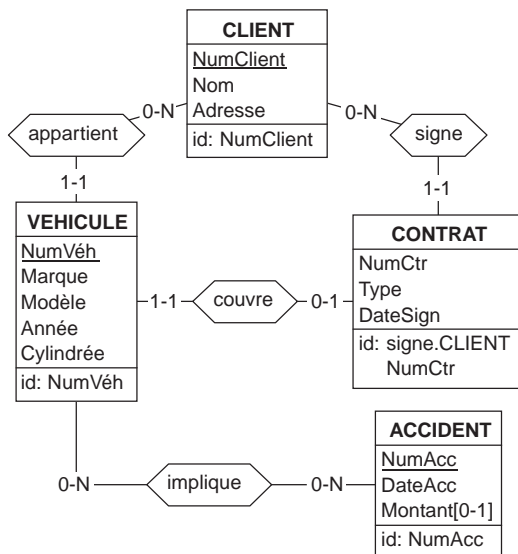 CLIENT
NumClient
Nom
Adresse
id: NumClient
0-N
0-N
appartient
signe
1-1
1-1
VEHICULE
NumVéh
Marque
Modèle
Année
Cylindrée
id: NumVéh
1-1
couvre
0-1
CONTRAT
NumCtr
Type
DateSign
id: signe.CLIENT
NumCtr
0-N
implique
0-N
ACCIDENT
NumAcc
DateAcc
Montant[0-1]
id: NumAcc